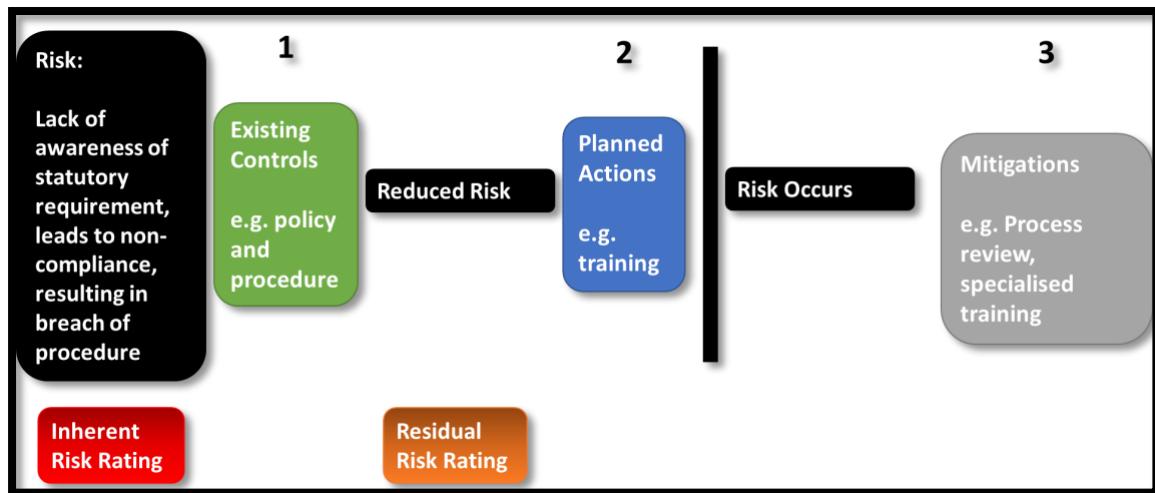 Risk:
Lack of
awareness of
statutory
requirement,
leads to non-
compliance,
resulting in
breach of
procedure
1
Existing
Controls
e.g. policy
and
procedure
Reduced Risk
2
Planned
Actions
e.g.
training
Risk Occurs
3
Mitigations
e.g. Process
review,
specialised
training
Inherent
Risk Rating
Residual
Risk Rating